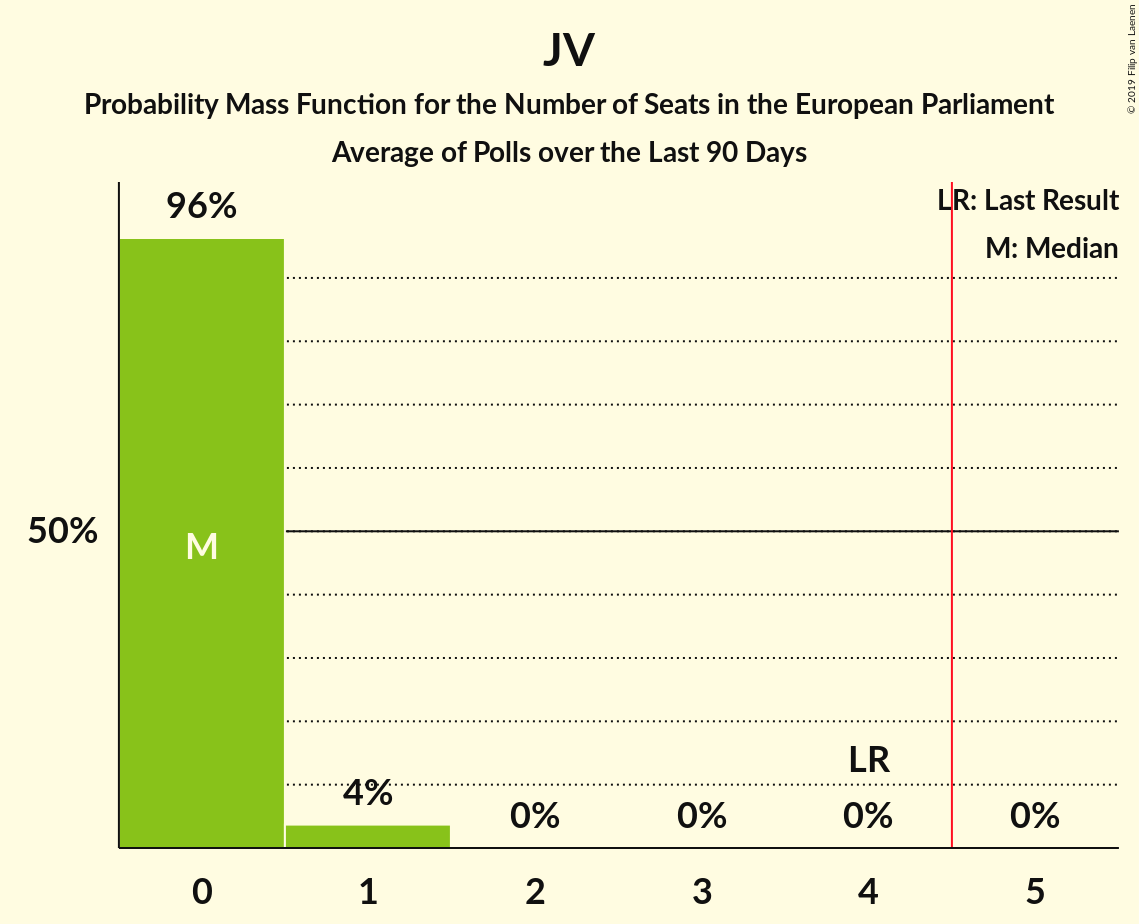 JV
Probability Mass Function for the Number of Seats in the European Parliament
Average of Polls over the Last 90 Days
© 2019 Filip van Laenen
LR: Last Result
M: Median
96%
50%
M
4%
0%
0%
LR
0%
0%
0 1 2 3 4 5